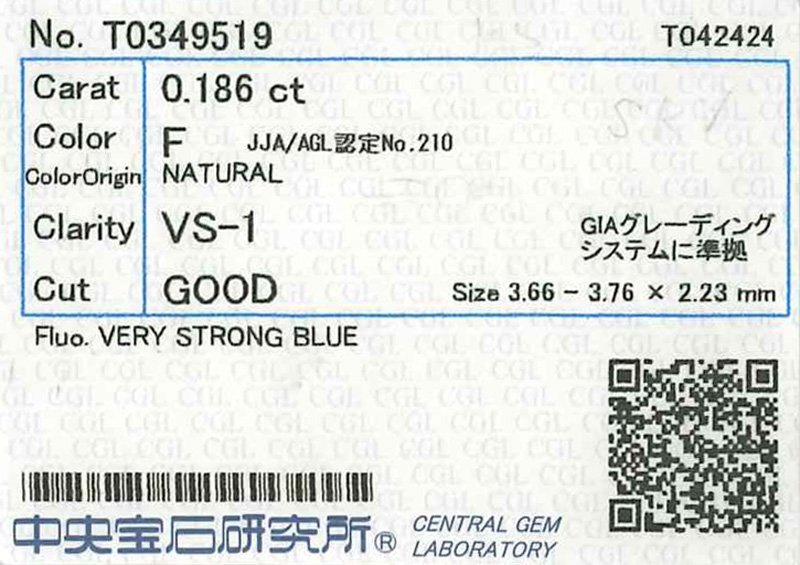 No. T0349519 T042424
Carat 0.186 ct
Color F JJA/AGL認定No.210
ColorOrigin NATURAL
Clarity VS-1 GIAグレーディング
システムに準拠
Cut GOOD Size 3.66 - 3.76 × 2.23 mm
Fluo. VERY STRONG BLUE
中央宝石研究所® CENTRAL GEM
LABORATORY